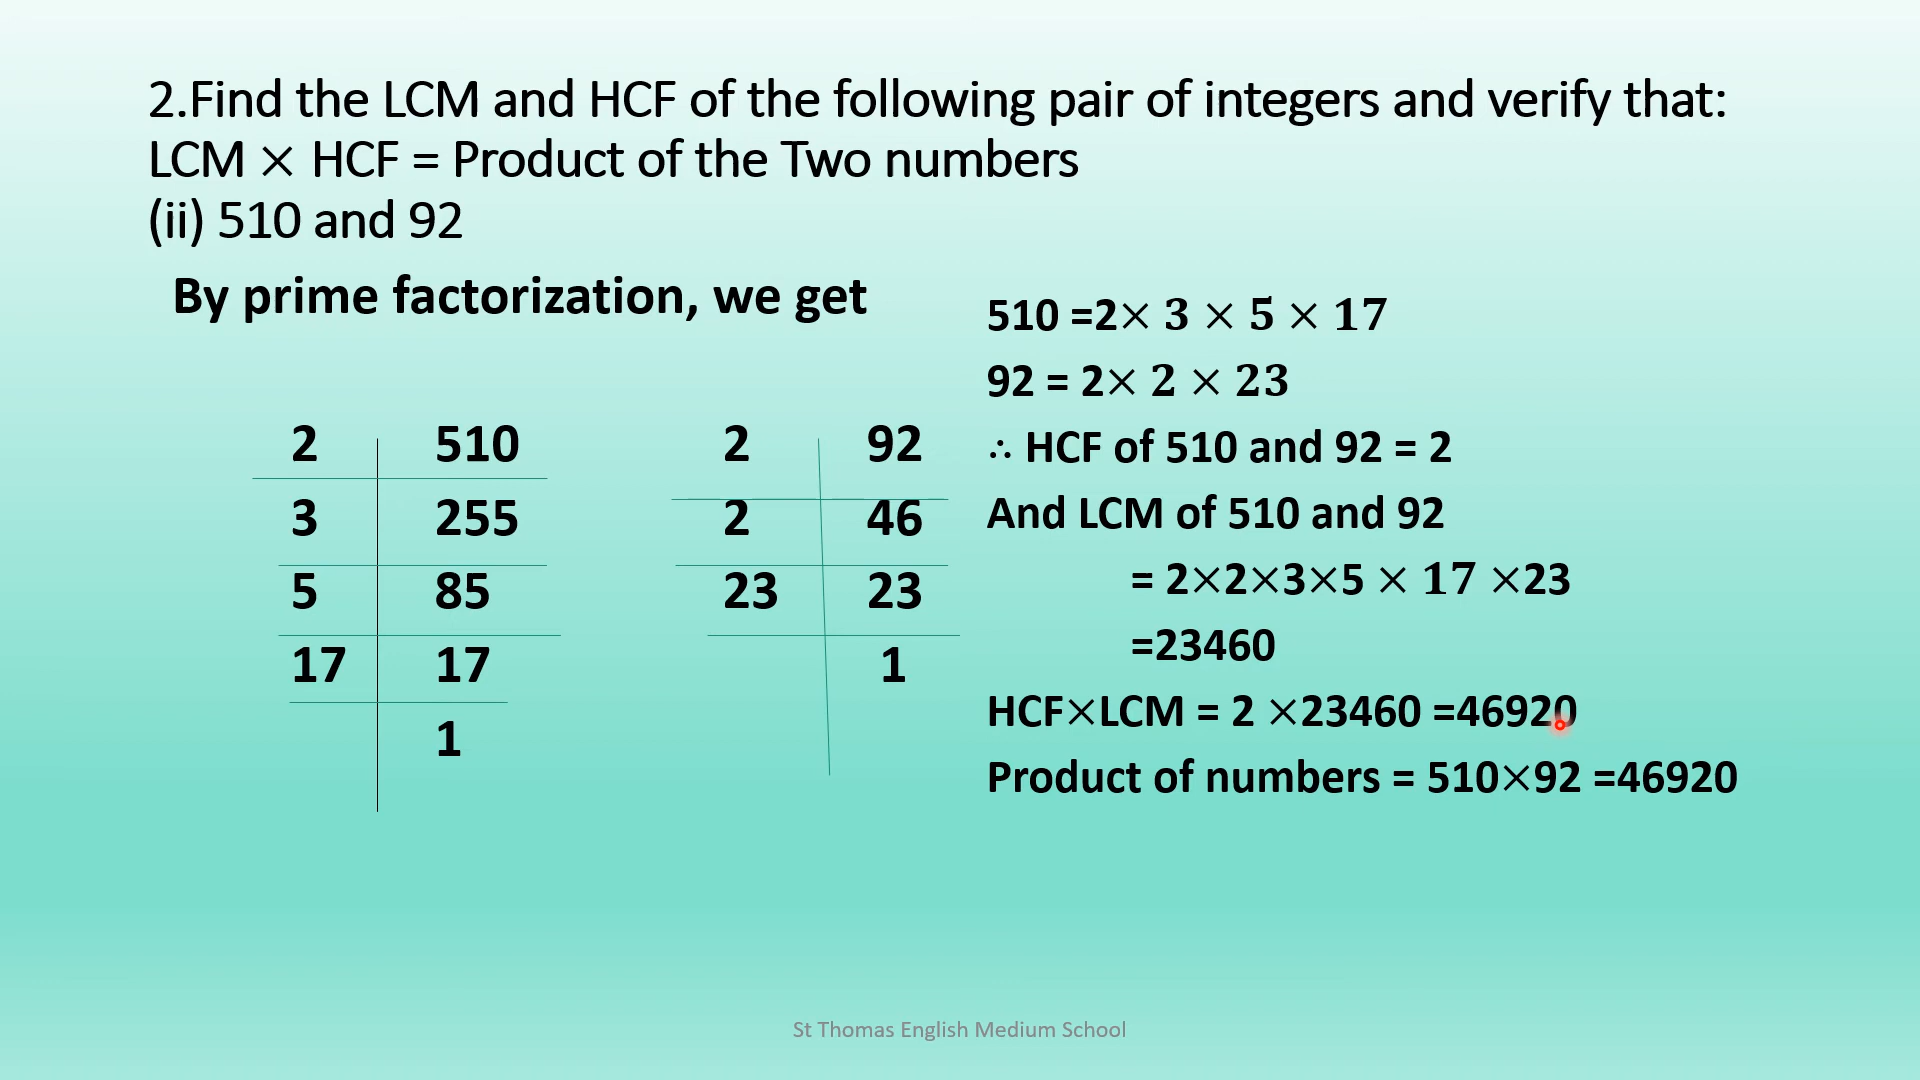 2.Find the LCM and HCF of the following pair of integers and verify that:
LCM × HCF = Product of the Two numbers
(ii) 510 and 92
By prime factorization, we get
2 510
3 255
5 85
17 17
1
2 92
2 46
23 23
1
510 =2× 3 × 5 × 17
92 = 2× 2 × 23
∴ HCF of 510 and 92 = 2
And LCM of 510 and 92
= 2×2×3×5 × 17 ×23
=23460
HCF×LCM = 2 ×23460 =46920
Product of numbers = 510×92 =46920
St Thomas English Medium School